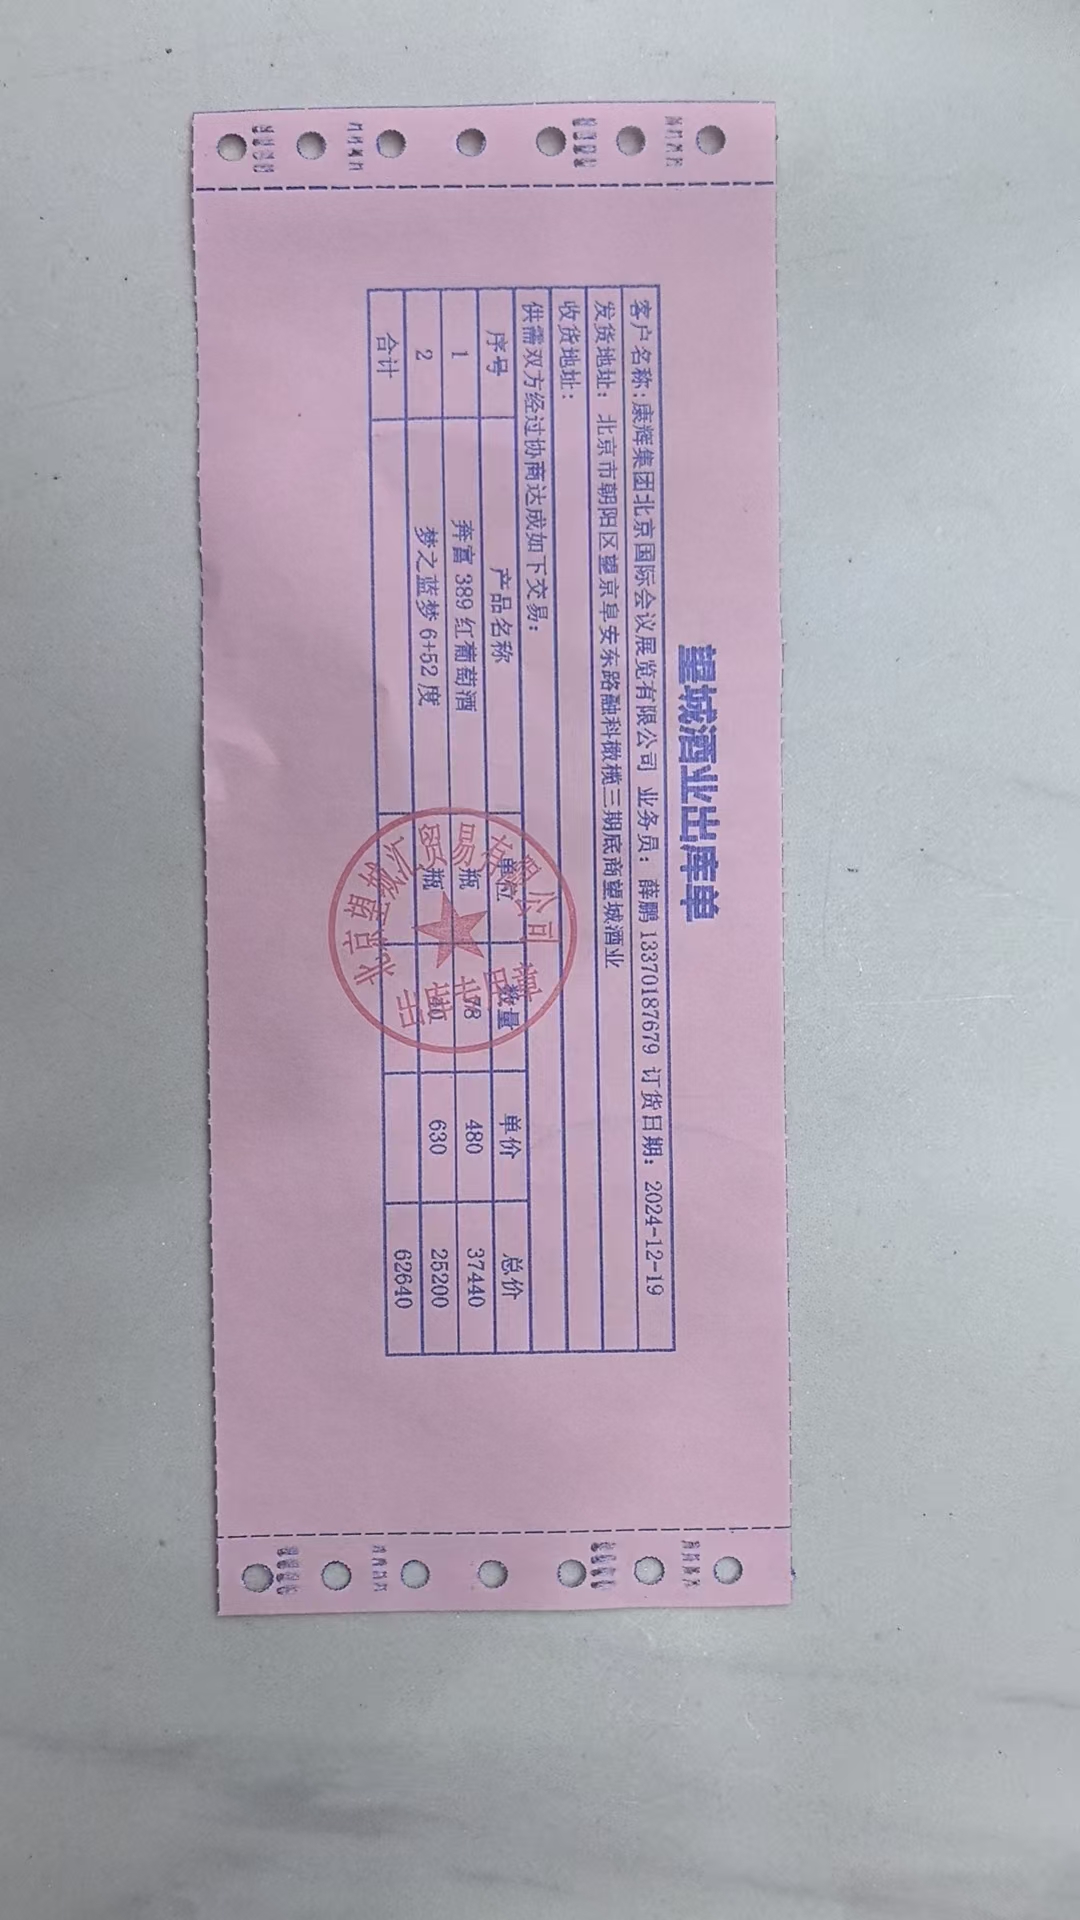 望城酒业出库单
客户名称:康辉集团北京国际会议展览有限公司 业务员: 薛鹏 13370187679 订货日期: 2024-12-19
发货地址: 北京市朝阳区望京阜安东路融科橄榄三期底商望城酒业
收货地址:
供需双方经过协商达成如下交易:
序号 产品名称 单位 数量 单价 总价
1 奔富 389 红葡萄酒 瓶 78 480 37440
2 梦之蓝梦 6+52 度 瓶 40 630 25200
合计 62640